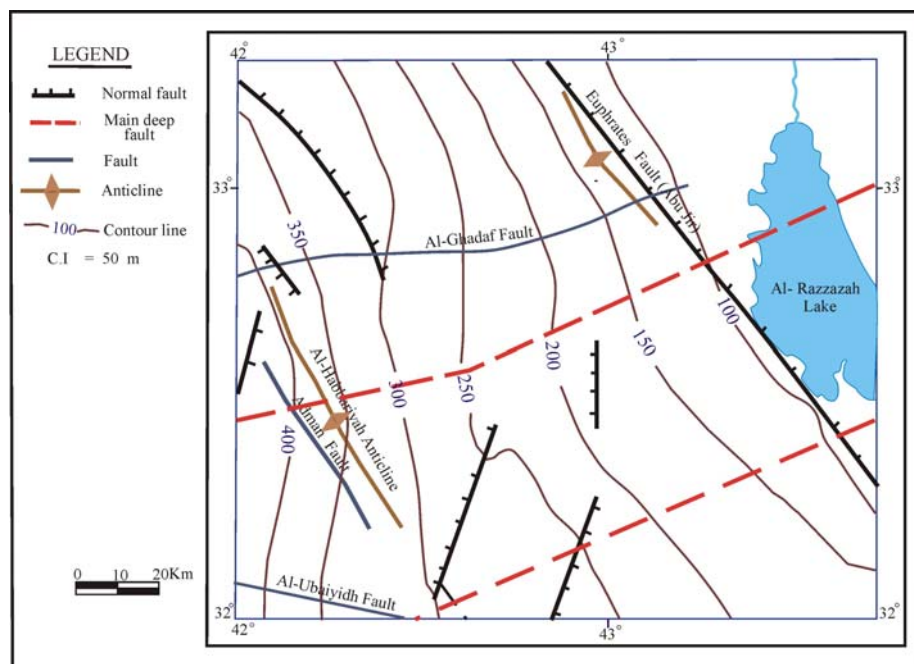 LEGEND
Normal fault
Main deep
fault
Fault
Anticline
100 Contour line
C.I = 50 m
0 10 20Km
42° 43°
33° 33°
32° 32°
42° 43°
Euphrates Fault (Abu Jir)
Al-Ghadaf Fault
Al- Razzazah
Lake
Al-Habbariyah Anticline
Adman Fault
Al-Ubaiyidh Fault
350
400
300
250
200
150
100